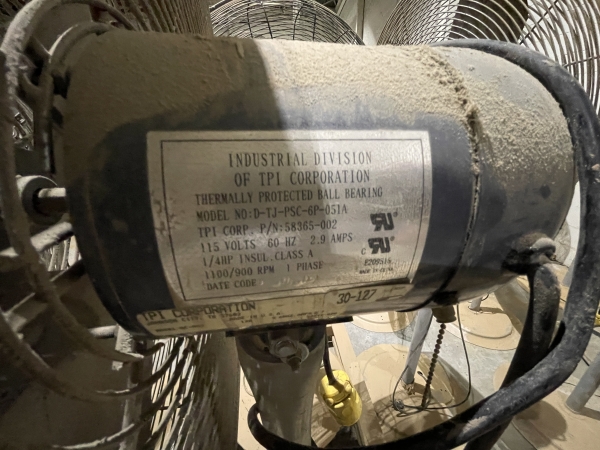 INDUSTRIAL DIVISION
OF TPI CORPORATION
THERMALLY PROTECTED BALL BEARING
MODEL NO:D-TJ-PSC-6P-051A
TPI CORP. P/N:58365-002
115 VOLTS 60 HZ 2.9 AMPS
1/4HP INSUL.CLASS A
1100/900 RPM 1 PHASE
DATE CODE
c
E208516
TPI CORPORATION
30-127